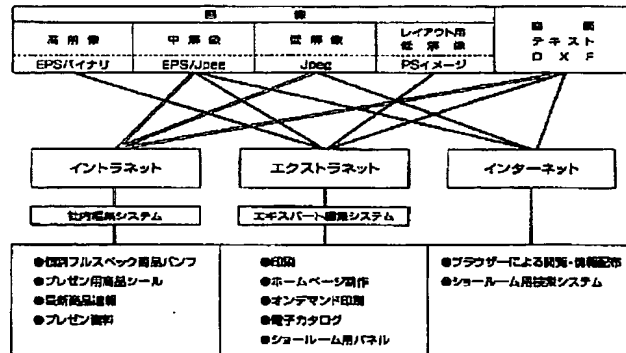 画像
高解像 中解像 低解像 レイアウト用
低解像
EPSバイナリ EPS/Jpeg Jpeg PSイメージ
図面
テキスト
DXF
イントラネット エクストラネット インターネット
社内編集システム エキスパート編集システム
●個別フルスペック商品パンフ
●プレゼン用商品シール
●最新商品速報
●プレゼン資料
●印刷
●ホームページ制作
●オンデマンド印刷
●電子カタログ
●ショールーム用パネル
●ブラウザーによる閲覧・情報配布
●ショールーム用検索システム